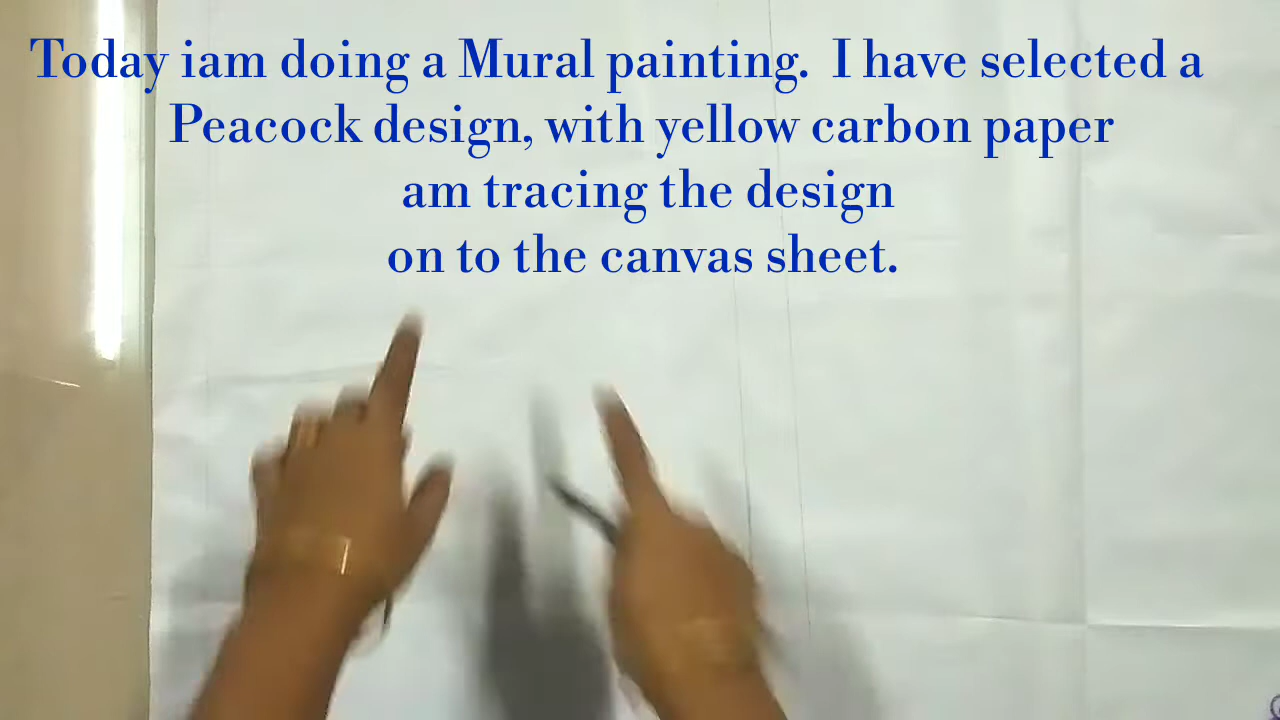 Today iam doing a Mural painting. I have selected a
Peacock design, with yellow carbon paper
am tracing the design
on to the canvas sheet.